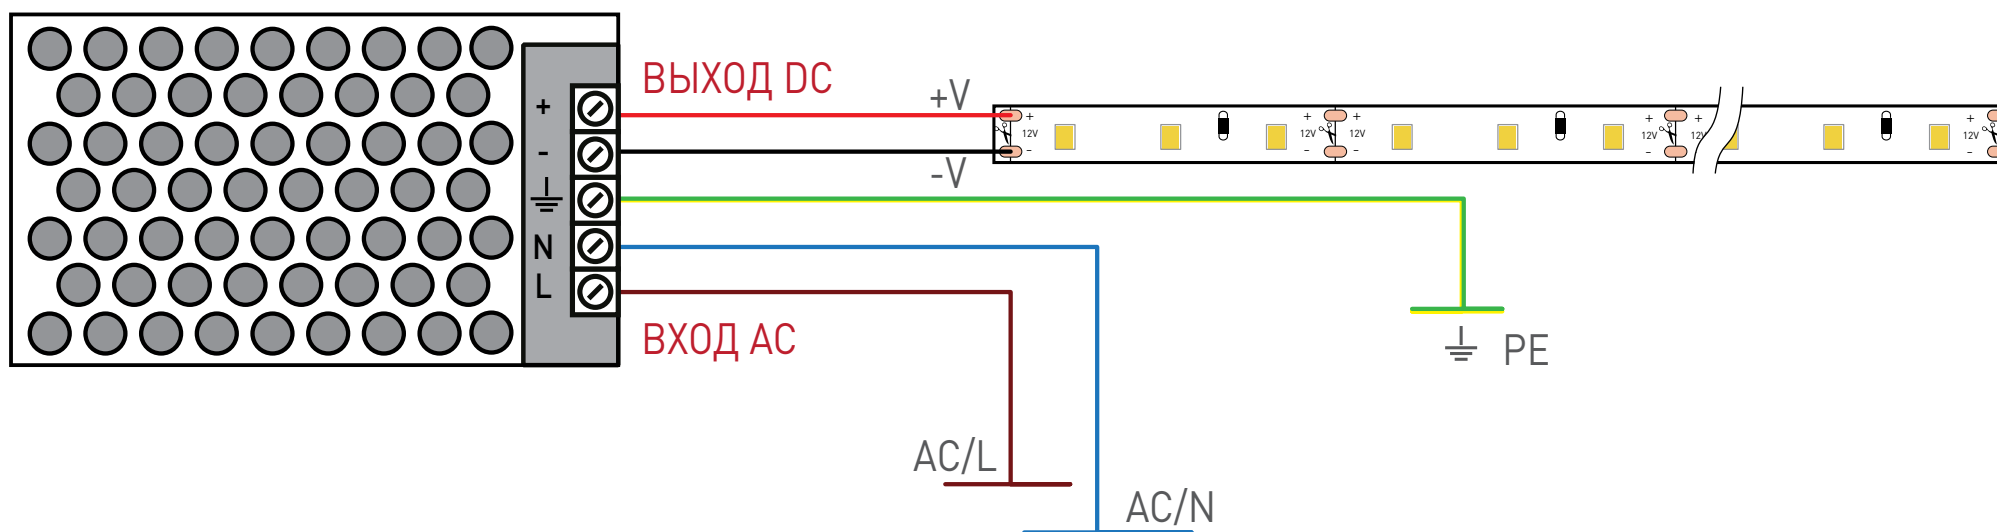 ВЫХОД DC
+V
+
-
N
L
-V
+ + + + + +
12V 12V 12V 12V 12V 12V
- - - - -
ВХОД AC
PE
AC/L
AC/N